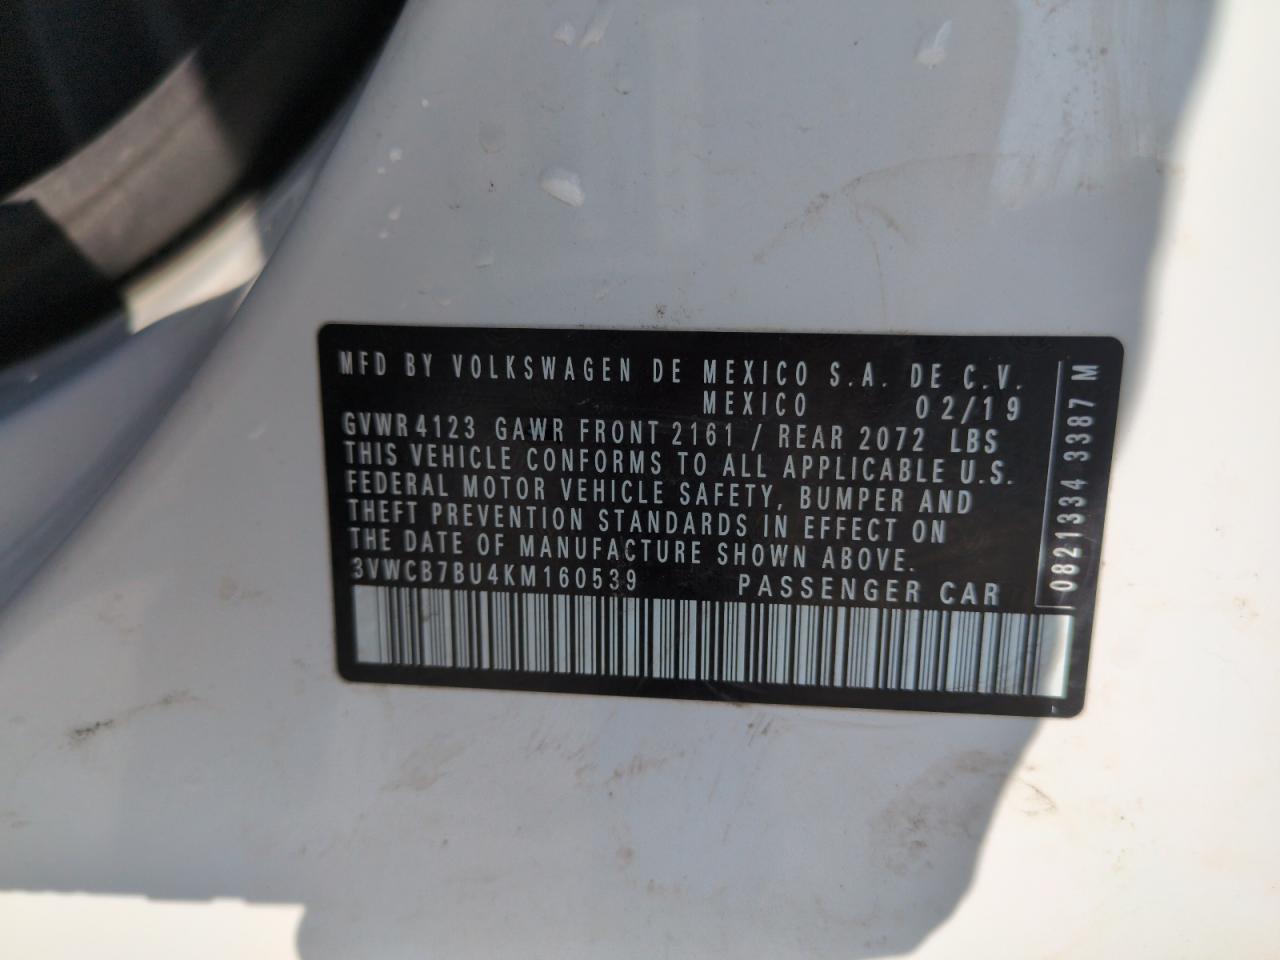 MFD BY VOLKSWAGEN DE MEXICO S.A. DE C.V.
MEXICO 02/19
GVWR 4123 GAWR FRONT 2161 / REAR 2072 LBS
THIS VEHICLE CONFORMS TO ALL APPLICABLE U.S.
FEDERAL MOTOR VEHICLE SAFETY, BUMPER AND
THEFT PREVENTION STANDARDS IN EFFECT ON
THE DATE OF MANUFACTURE SHOWN ABOVE.
3VWCB7BU4KM160539 PASSENGER CAR
0821334 3387 M